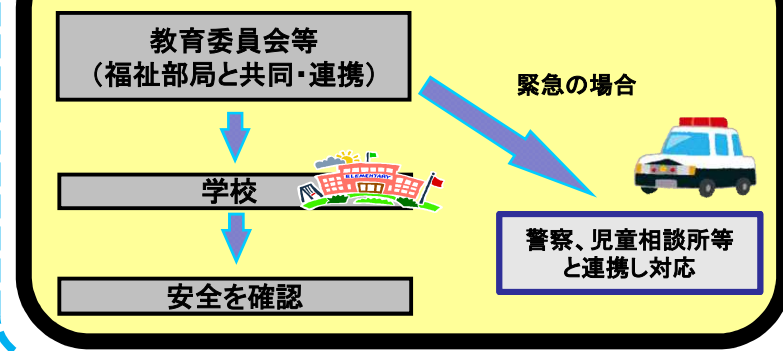 教育委員会等
（福祉部局と共同・連携）
緊急の場合
学校
ELEMENTARY
警察、児童相談所等
と連携し対応
安全を確認